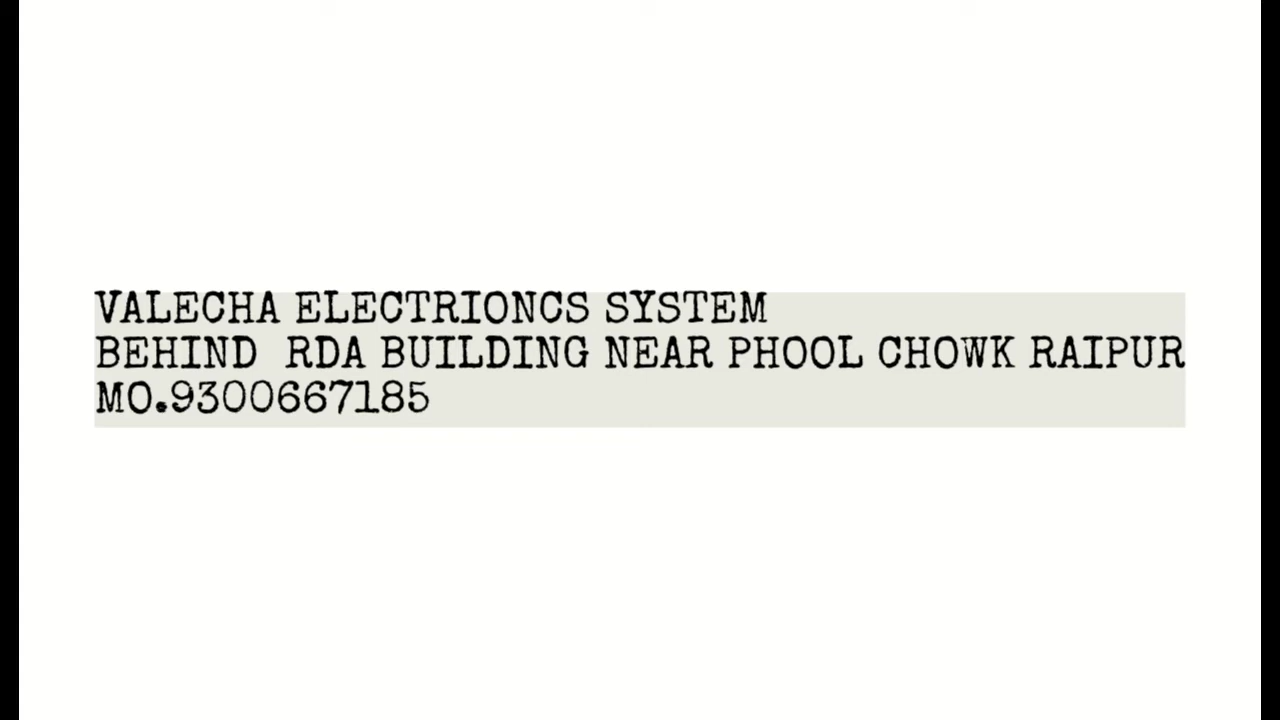 VALECHA ELECTRIONCS SYSTEM
BEHIND  RDA BUILDING NEAR PHOOL CHOWK RAIPUR
MO.9300667185